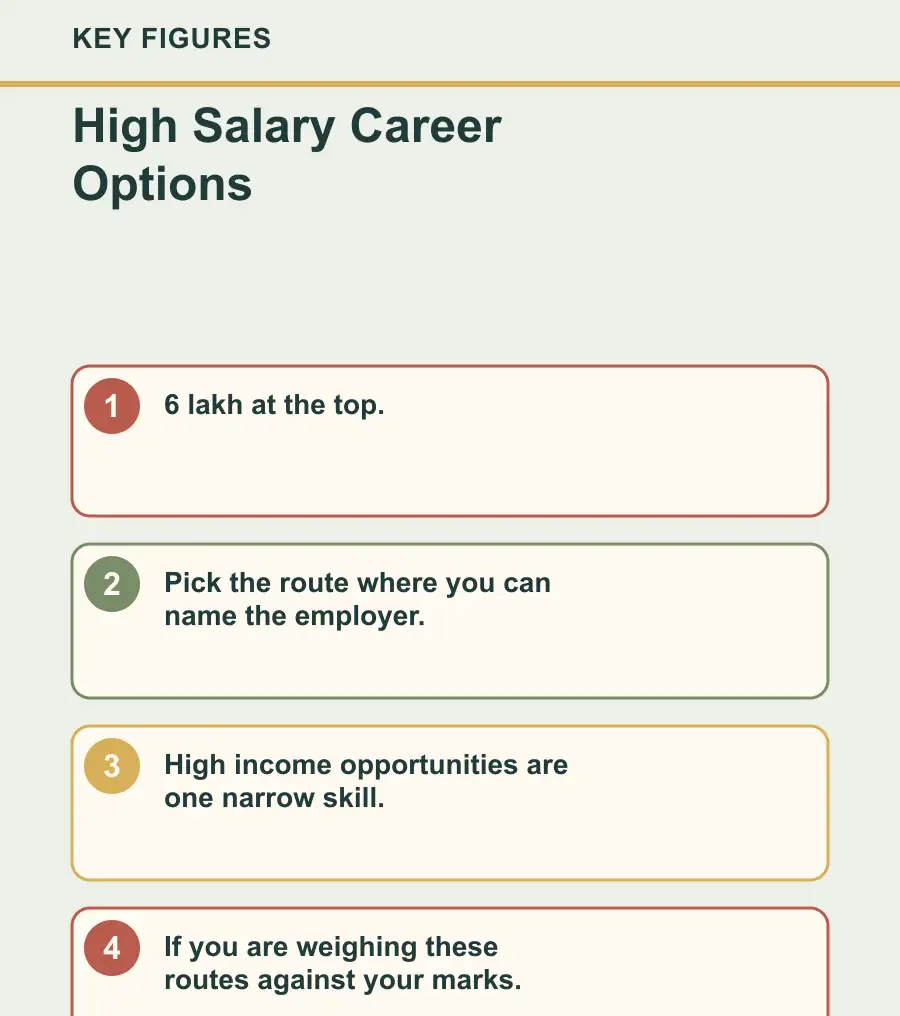 KEY FIGURES
High Salary Career
Options
1
6 lakh at the top.
2
Pick the route where you can
name the employer.
3
High income opportunities are
one narrow skill.
4
If you are weighing these
routes against your marks.